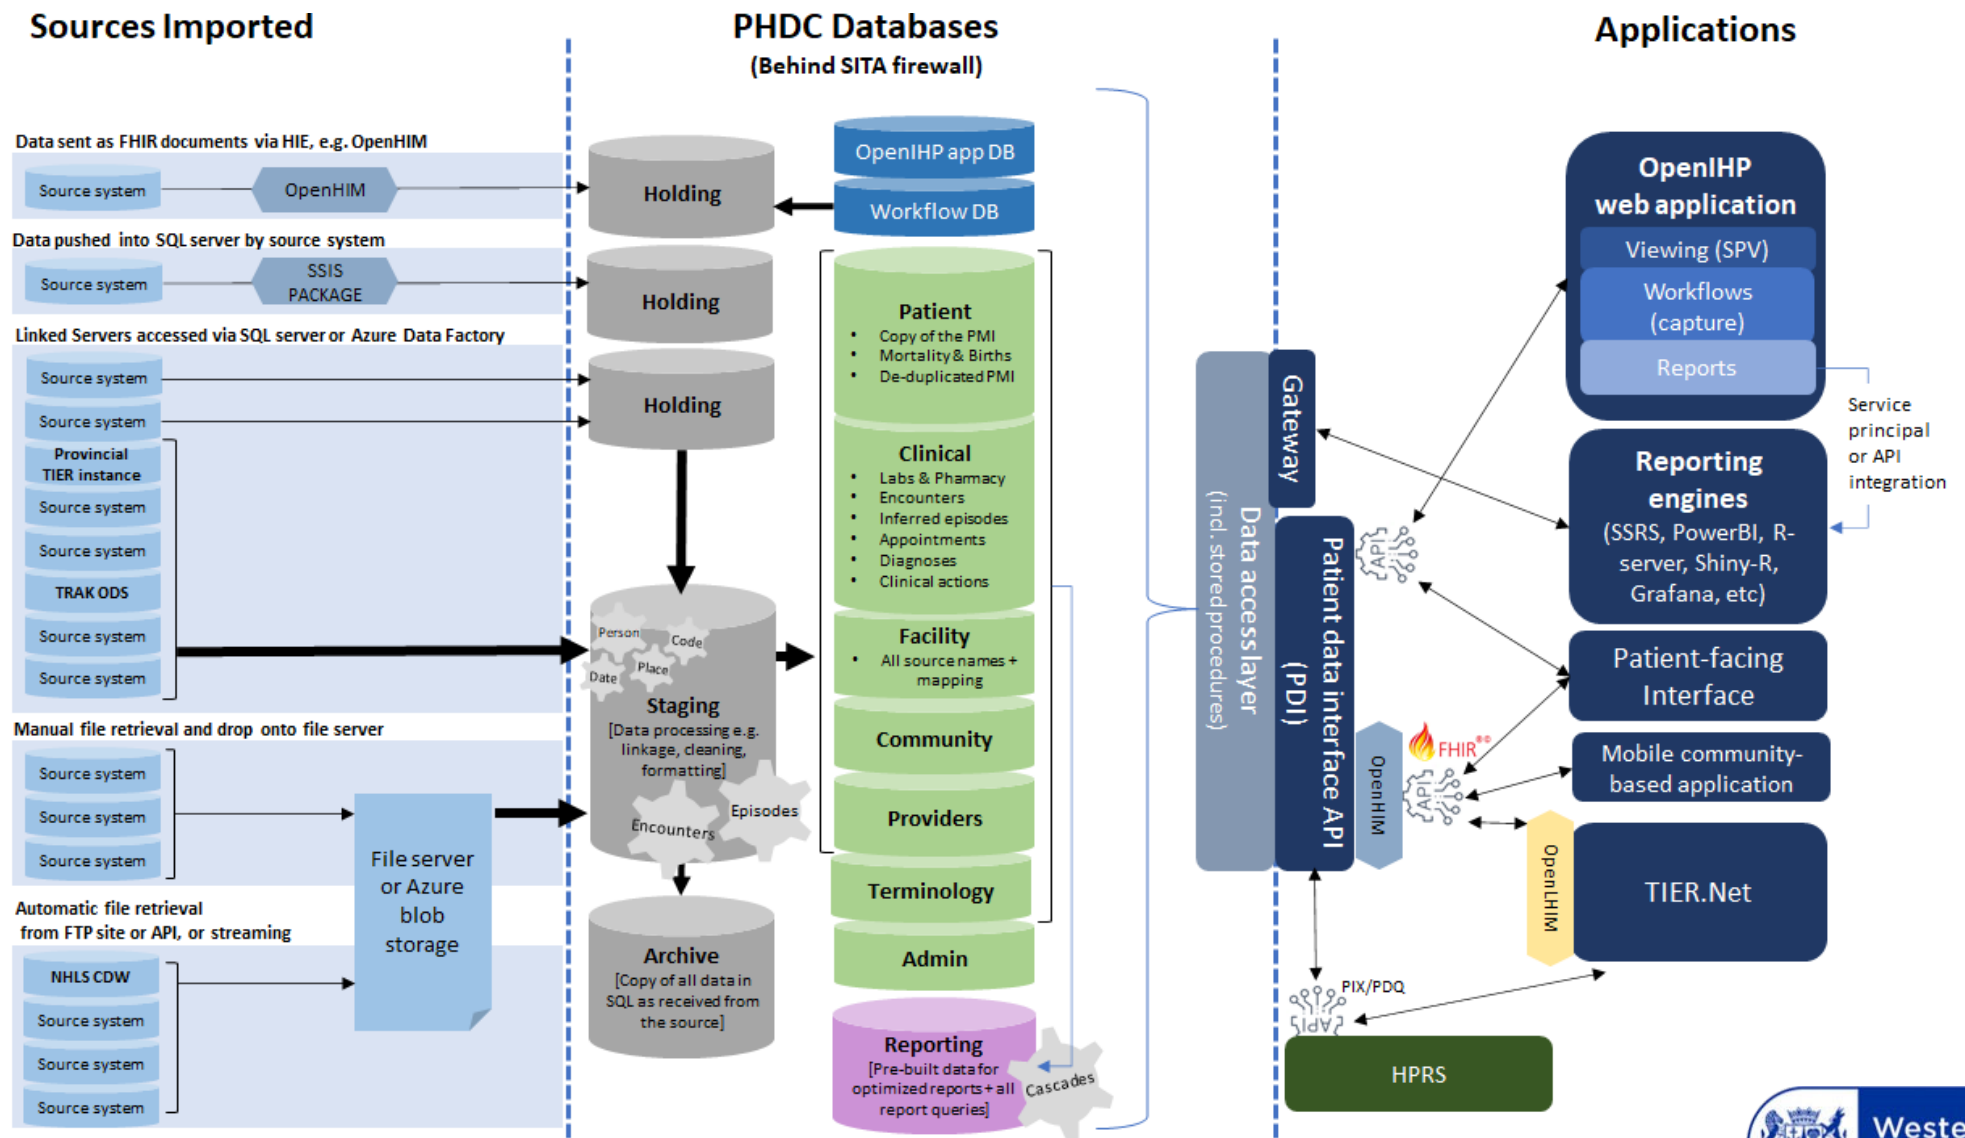 Sources Imported
PHDC Databases
(Behind SITA firewall)
Applications
Data sent as FHIR documents via HIE, e.g. OpenHIM
Source system
OpenHIM
Data pushed into SQL server by source system
Source system
SSIS
PACKAGE
Linked Servers accessed via SQL server or Azure Data Factory
Source system
Source system
Provincial
TIER instance
Source system
Source system
TRAK ODS
Source system
Source system
Manual file retrieval and drop onto file server
Source system
Source system
Source system
File server
or Azure
blob
storage
Automatic file retrieval
from FTP site or API, or streaming
NHLS CDW
Source system
Source system
Source system
Holding
Holding
Holding
Person
Code
Place
Date
Staging
[Data processing e.g.
linkage, cleaning,
formatting]
Encounters
Episodes
Archive
[Copy of all data in
SQL as received from
the source]
OpenIHP app DB
Workflow DB
Patient
• Copy of the PMI
• Mortality & Births
• De-duplicated PMI
Clinical
• Labs & Pharmacy
• Encounters
• Inferred episodes
• Appointments
• Diagnoses
• Clinical actions
Facility
• All source names +
mapping
Community
Providers
Terminology
Admin
Reporting
[Pre-built data for
optimized reports + all
report queries]
Cascades
Data access layer
(incl. stored procedures)
Gateway
Patient data interface API
(PDI)
API
OpenHIM
FHIR®©
API
PIX/PDQ
API
HPRS
OpenIHP
web application
Viewing (SPV)
Workflows
(capture)
Reports
Service
principal
or API
integration
Reporting
engines
(SSRS, PowerBI, R-
server, Shiny-R,
Grafana, etc)
Patient-facing
Interface
Mobile community-
based application
OpenLHIM
TIER.Net
Weste